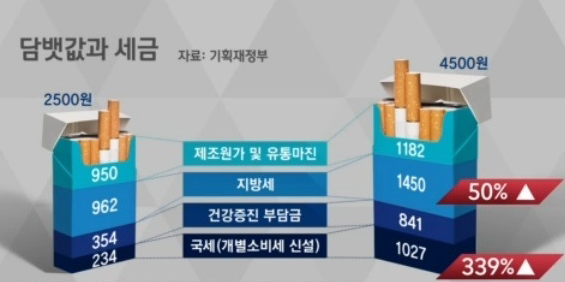 담뱃값과 세금 자료: 기획재정부
2500원
4500원
950
제조원가 및 유통마진
1182
962
지방세
1450
50% ▲
354
건강증진 부담금
841
234
국세(개별소비세 신설)
1027
339% ▲